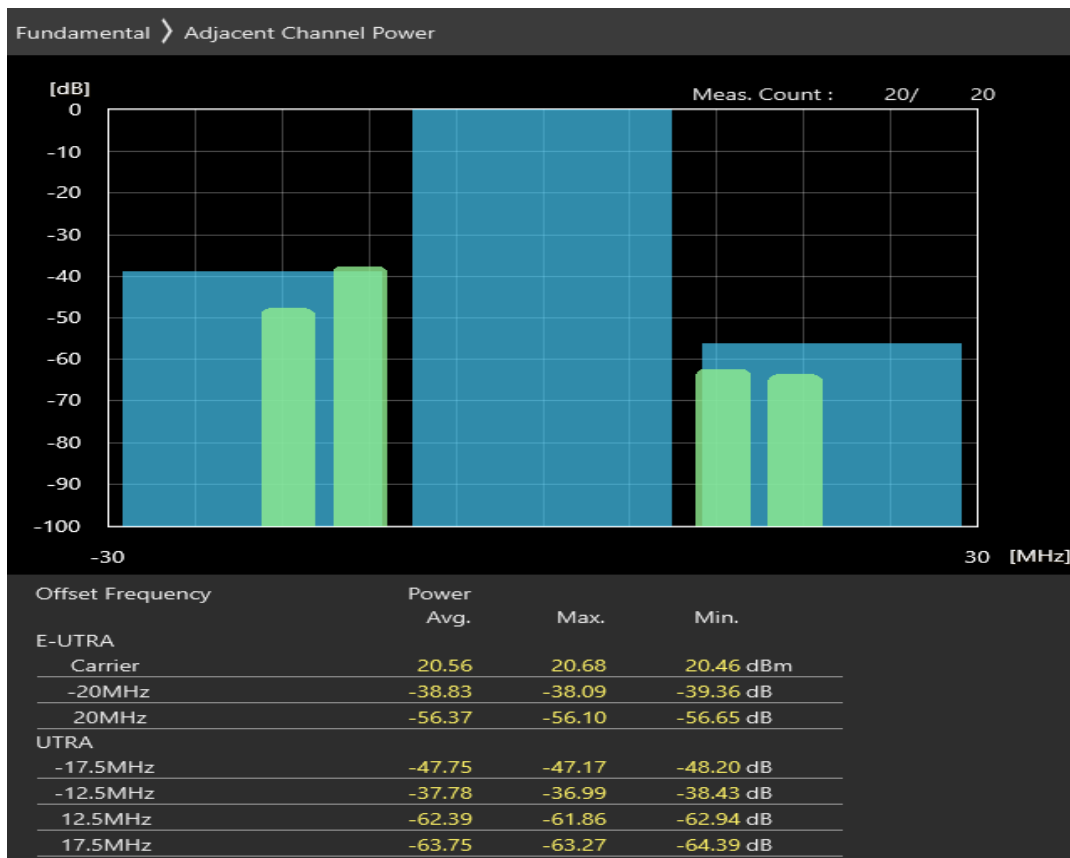 Fundamental 〉 Adjacent Channel Power
[dB]
Meas. Count : 20/ 20
0
-10
-20
-30
-40
-50
-60
-70
-80
-90
-100
-30 30 [MHz]
Offset Frequency Power
Avg. Max. Min.
E-UTRA
Carrier 20.56 20.68 20.46 dBm
-20MHz -38.83 -38.09 -39.36 dB
20MHz -56.37 -56.10 -56.65 dB
UTRA
-17.5MHz -47.75 -47.17 -48.20 dB
-12.5MHz -37.78 -36.99 -38.43 dB
12.5MHz -62.39 -61.86 -62.94 dB
17.5MHz -63.75 -63.27 -64.39 dB